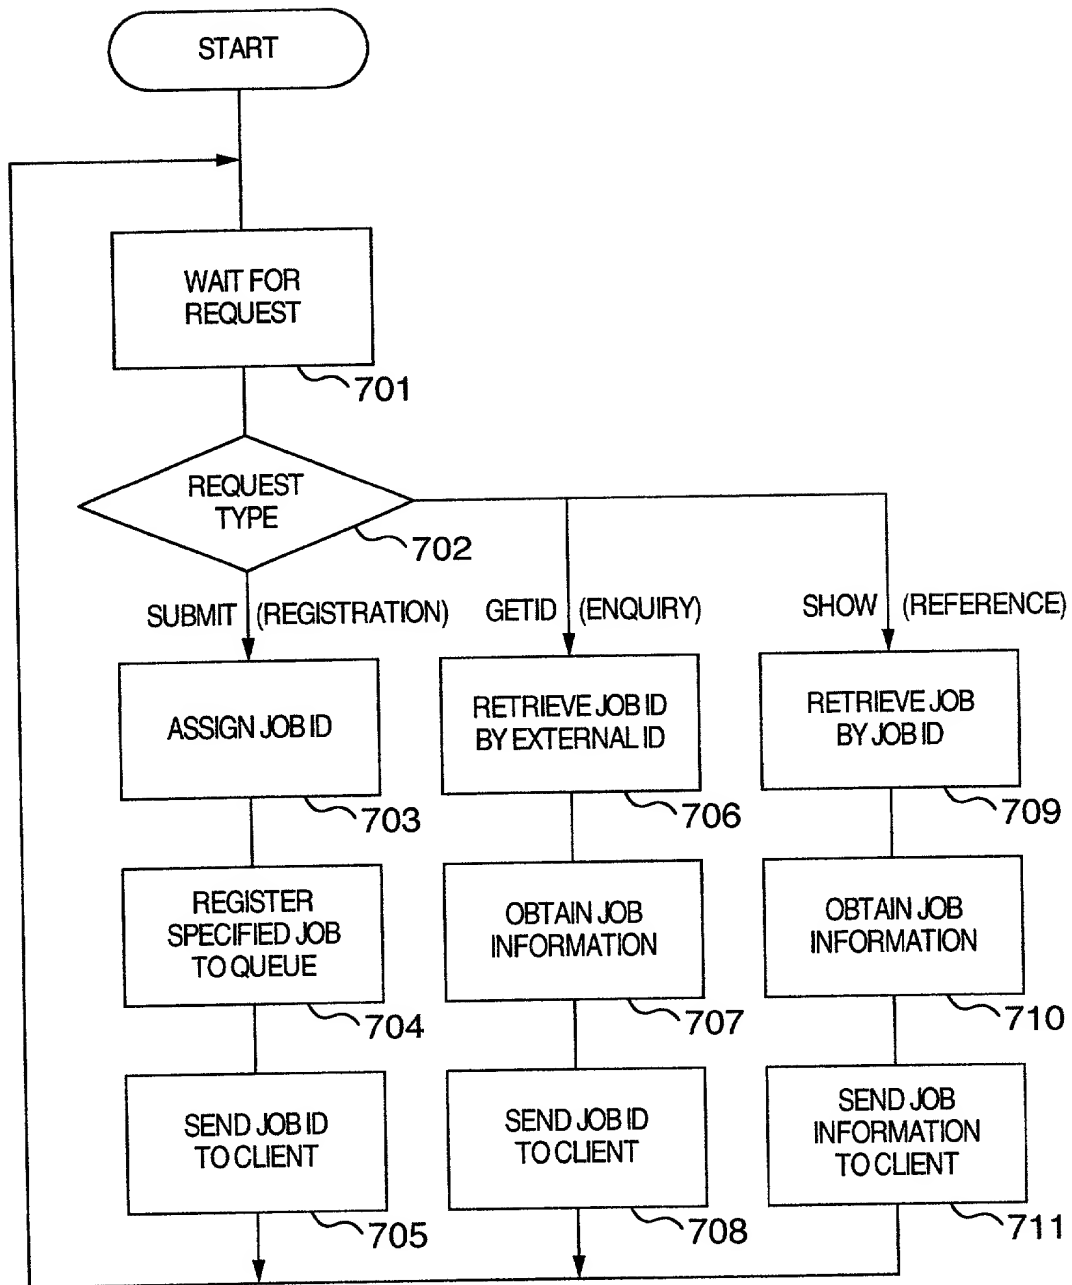 START
WAIT FOR
REQUEST
701
REQUEST
TYPE
702
SUBMIT (REGISTRATION)
GETID (ENQUIRY)
SHOW (REFERENCE)
ASSIGN JOB ID
703
RETRIEVE JOB ID
BY EXTERNAL ID
706
RETRIEVE JOB
BY JOB ID
709
REGISTER
SPECIFIED JOB
TO QUEUE
704
OBTAIN JOB
INFORMATION
707
OBTAIN JOB
INFORMATION
710
SEND JOB ID
TO CLIENT
705
SEND JOB ID
TO CLIENT
708
SEND JOB
INFORMATION
TO CLIENT
711